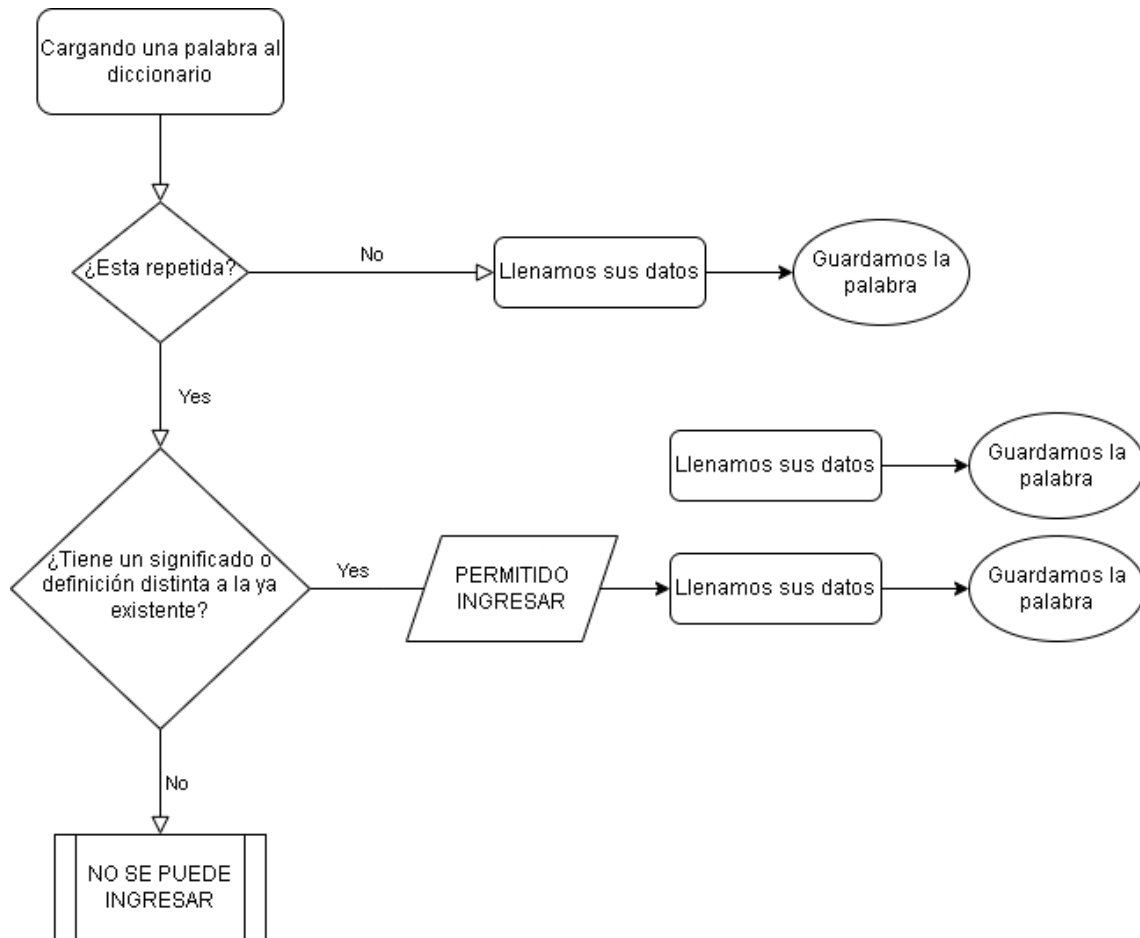 Cargando una palabra al
diccionario
¿Esta repetida?
No
Llenamos sus datos
Guardamos la
palabra
Yes
Llenamos sus datos
Guardamos la
palabra
¿Tiene un significado o
definición distinta a la ya
existente?
Yes
PERMITIDO
INGRESAR
Llenamos sus datos
Guardamos la
palabra
No
NO SE PUEDE
INGRESAR